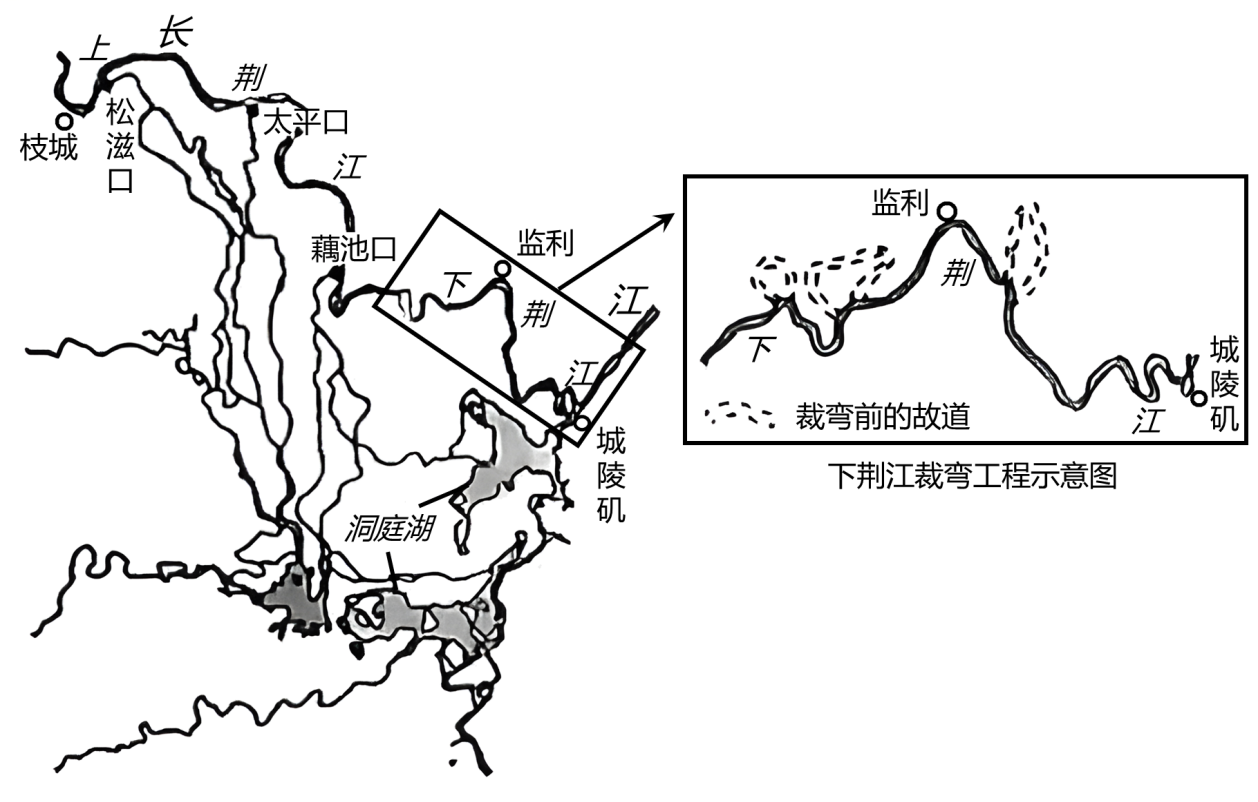 上
长
荆
江
枝城
松滋口
太平口
藕池口
监利
下
荆
江
江
城陵矶
洞庭湖
监利
荆
下
江
城陵矶
裁弯前的故道
下荆江裁弯工程示意图